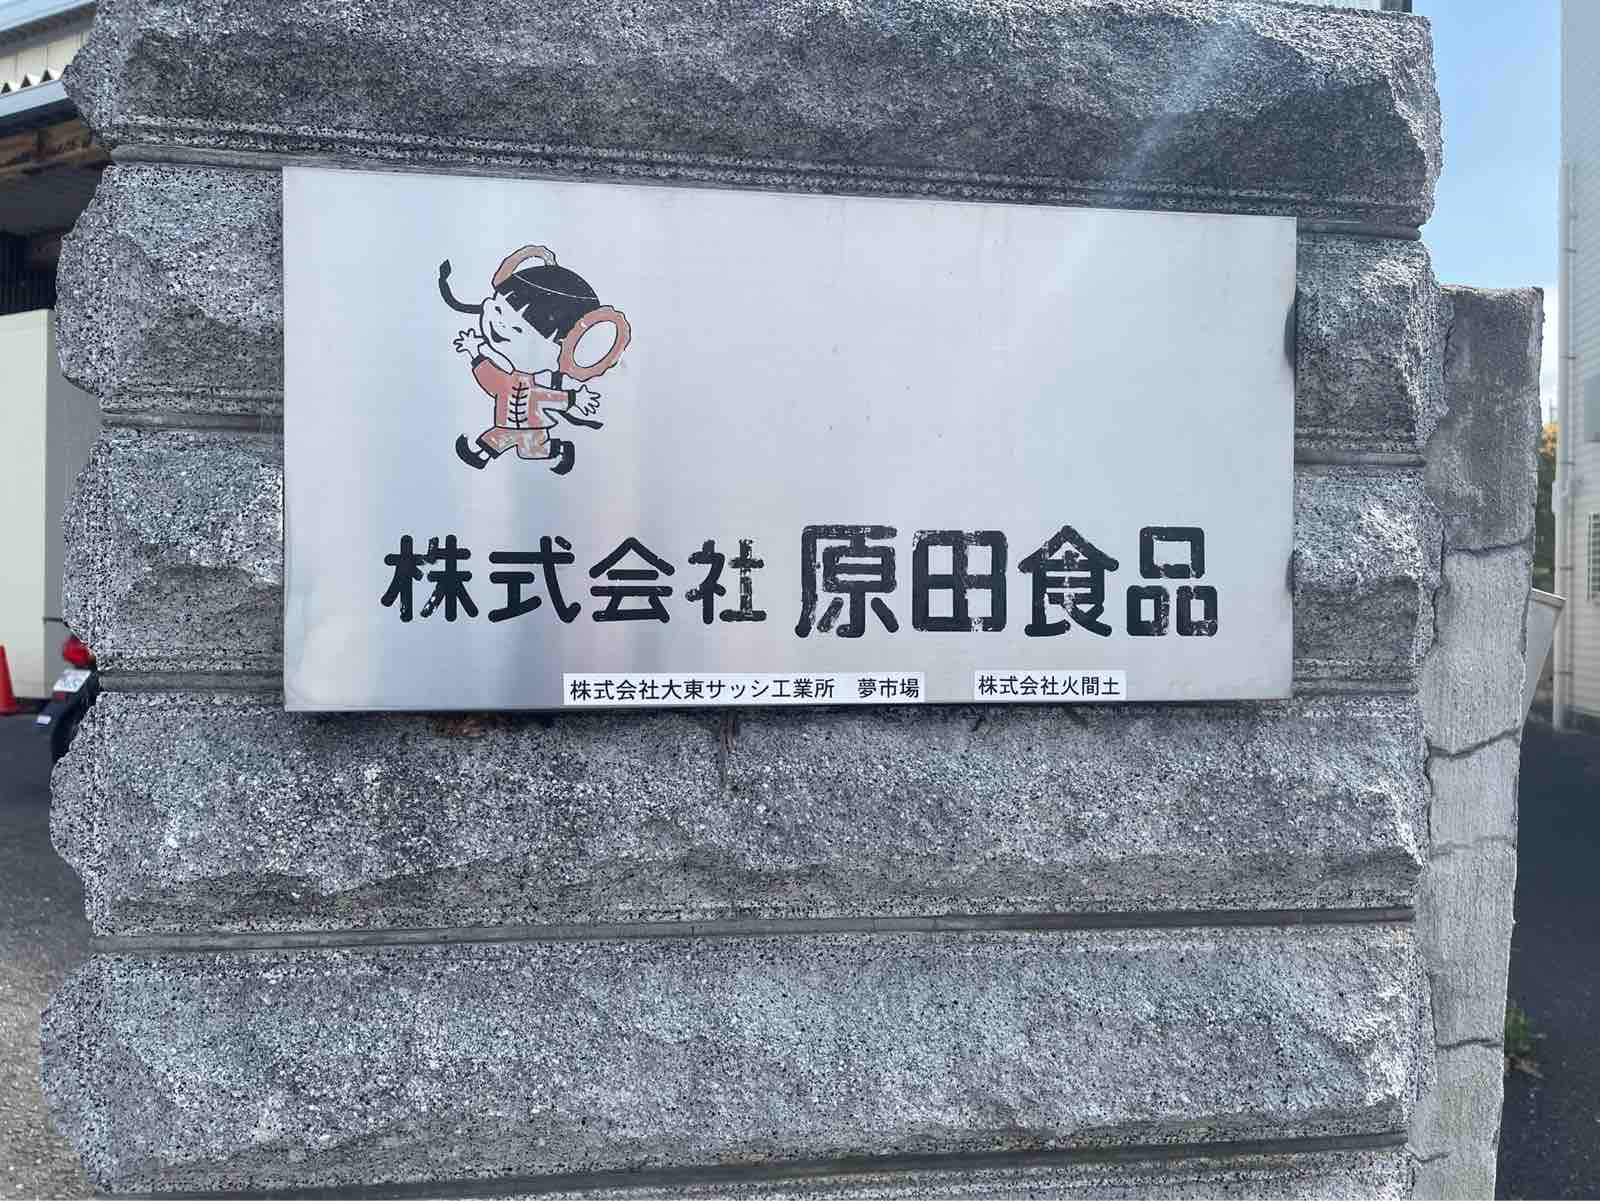 株式会社 原田食品
株式会社大東サッシ工業所　夢市場
株式会社火間土